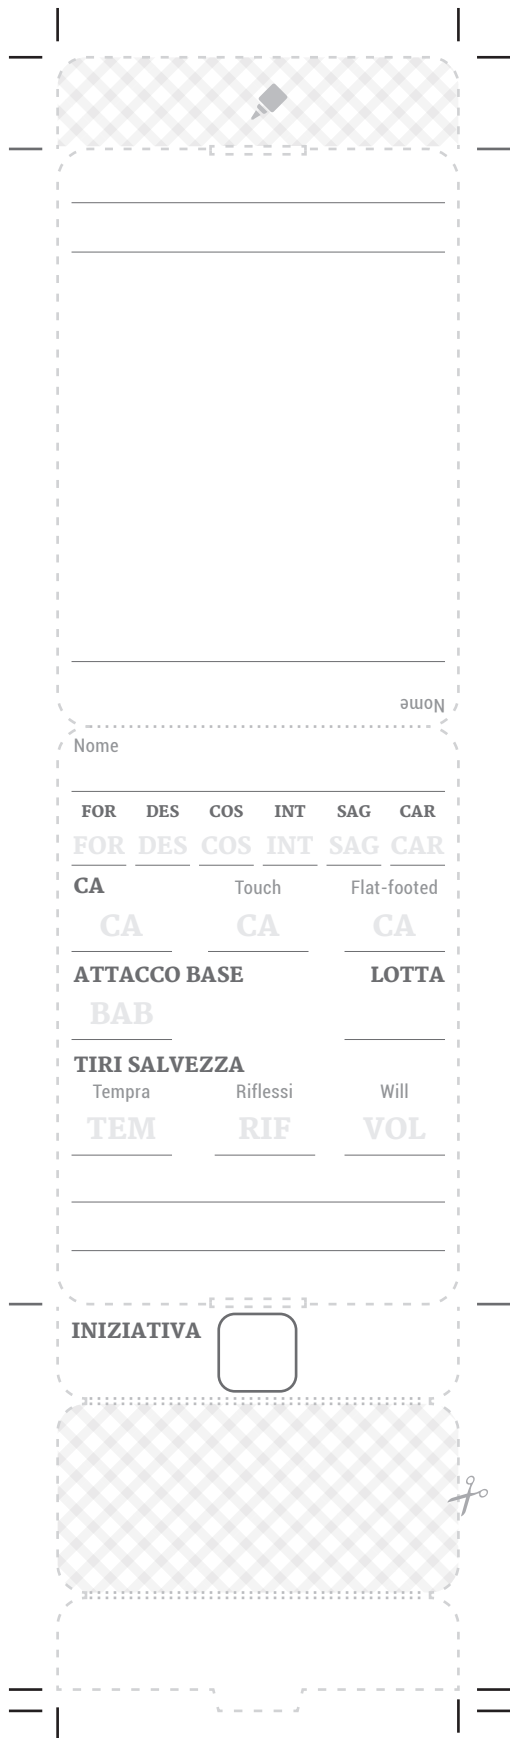 Nome
Nome
FOR DES COS INT SAG CAR
FOR DES COS INT SAG CAR
CA Touch Flat-footed
CA CA CA
ATTACCO BASE LOTTA
BAB
TIRI SALVEZZA
Tempra Riflessi Will
TEM RIF VOL
INIZIATIVA